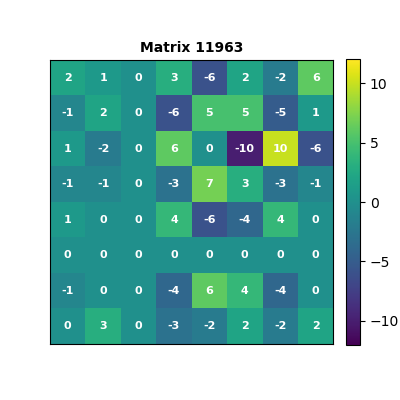 Matrix 11963
2 1 0 3 -6 2 -2 6
-1 2 0 -6 5 5 -5 1
1 -2 0 6 0 -10 10 -6
-1 -1 0 -3 7 3 -3 -1
1 0 0 4 -6 -4 4 0
0 0 0 0 0 0 0 0
-1 0 0 -4 6 4 -4 0
0 3 0 -3 -2 2 -2 2
10
5
0
−5
−10